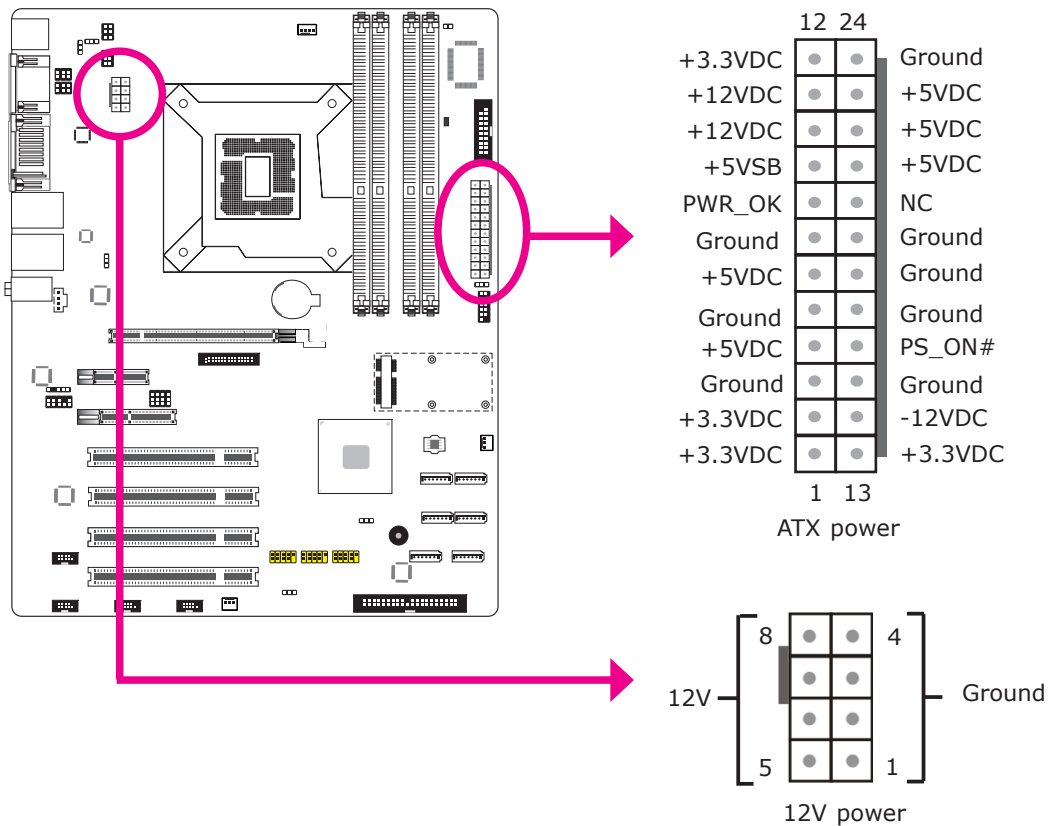 12 24
+3.3VDC Ground
+12VDC +5VDC
+12VDC +5VDC
+5VSB +5VDC
PWR_OK NC
Ground Ground
+5VDC Ground
Ground Ground
+5VDC PS_ON#
Ground Ground
+3.3VDC -12VDC
+3.3VDC +3.3VDC
1 13
ATX power
8 4
12V Ground
5 1
12V power